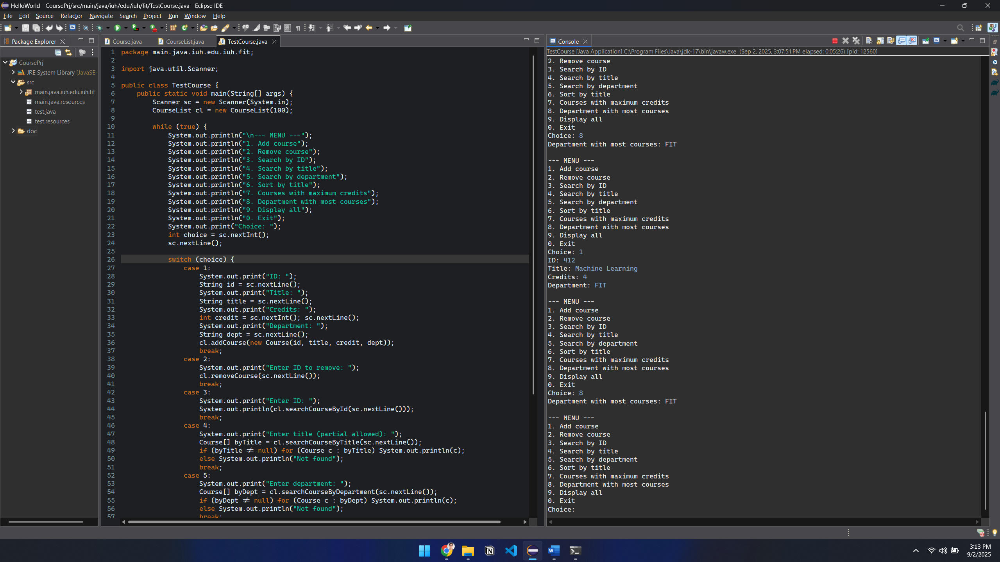 HelloWorld - CoursePrj/src/main/java/iuh/edu/iuh/fit/TestCourse.java - Eclipse IDE
File Edit Source Refactor Navigate Search Project Run Window Help
Package Explorer
CoursePrj
JRE System Library [JavaSE-
src
main.java.iuh.edu.iuh.fit
main.java.resources
test.java
test.resources
doc
Course.java CourseList.java TestCourse.java
1 package main.java.iuh.edu.iuh.fit;
2
3 import java.util.Scanner;
4
5 public class TestCourse {
6 public static void main(String[] args) {
7 Scanner sc = new Scanner(System.in);
8 CourseList cl = new CourseList(100);
9
10 while (true) {
11 System.out.println("\n--- MENU ---");
12 System.out.println("1. Add course");
13 System.out.println("2. Remove course");
14 System.out.println("3. Search by ID");
15 System.out.println("4. Search by title");
16 System.out.println("5. Search by department");
17 System.out.println("6. Sort by title");
18 System.out.println("7. Courses with maximum credits");
19 System.out.println("8. Department with most courses");
20 System.out.println("9. Display all");
21 System.out.println("0. Exit");
22 System.out.print("Choice: ");
23 int choice = sc.nextInt();
24 sc.nextLine();
25
26 switch (choice) {
27 case 1:
28 System.out.print("ID: ");
29 String id = sc.nextLine();
30 System.out.print("Title: ");
31 String title = sc.nextLine();
32 System.out.print("Credits: ");
33 int credit = sc.nextInt(); sc.nextLine();
34 System.out.print("Department: ");
35 String dept = sc.nextLine();
36 cl.addCourse(new Course(id, title, credit, dept));
37 break;
38 case 2:
39 System.out.print("Enter ID to remove: ");
40 cl.removeCourse(sc.nextLine());
41 break;
42 case 3:
43 System.out.print("Enter ID: ");
44 System.out.println(cl.searchCourseById(sc.nextLine()));
45 break;
46 case 4:
47 System.out.print("Enter title (partial allowed): ");
48 Course[] byTitle = cl.searchCourseByTitle(sc.nextLine());
49 if (byTitle ≠ null) for (Course c : byTitle) System.out.println(c);
50 else System.out.println("Not found");
51 break;
52 case 5:
53 System.out.print("Enter department: ");
54 Course[] byDept = cl.searchCourseByDepartment(sc.nextLine());
55 if (byDept ≠ null) for (Course c : byDept) System.out.println(c);
56 else System.out.println("Not found");
57 break;
Console
TestCourse [Java Application] C:\Program Files\Java\jdk-17\bin\javaw.exe (Sep 2, 2025, 3:07:51 PM elapsed: 0:05:26) [pid: 12560]
2. Remove course
3. Search by ID
4. Search by title
5. Search by department
6. Sort by title
7. Courses with maximum credits
8. Department with most courses
9. Display all
0. Exit
Choice: 8
Department with most courses: FIT
--- MENU ---
1. Add course
2. Remove course
3. Search by ID
4. Search by title
5. Search by department
6. Sort by title
7. Courses with maximum credits
8. Department with most courses
9. Display all
0. Exit
Choice: 1
ID: 412
Title: Machine Learning
Credits: 4
Department: FIT
--- MENU ---
1. Add course
2. Remove course
3. Search by ID
4. Search by title
5. Search by department
6. Sort by title
7. Courses with maximum credits
8. Department with most courses
9. Display all
0. Exit
Choice: 8
Department with most courses: FIT
--- MENU ---
1. Add course
2. Remove course
3. Search by ID
4. Search by title
5. Search by department
6. Sort by title
7. Courses with maximum credits
8. Department with most courses
9. Display all
0. Exit
Choice:
3:13 PM
9/2/2025